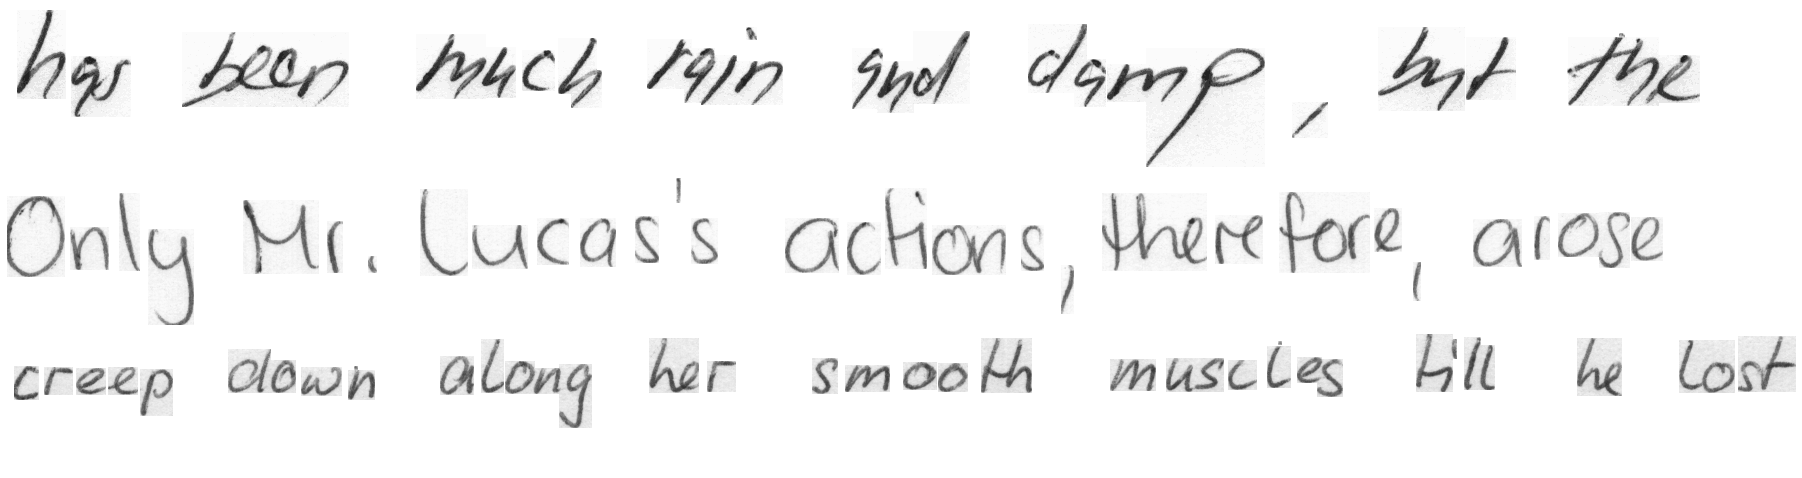 has been much rain and damp, but the
Only Mr. Lucas's actions, therefore, arose
creep down along her smooth muscles till he lost